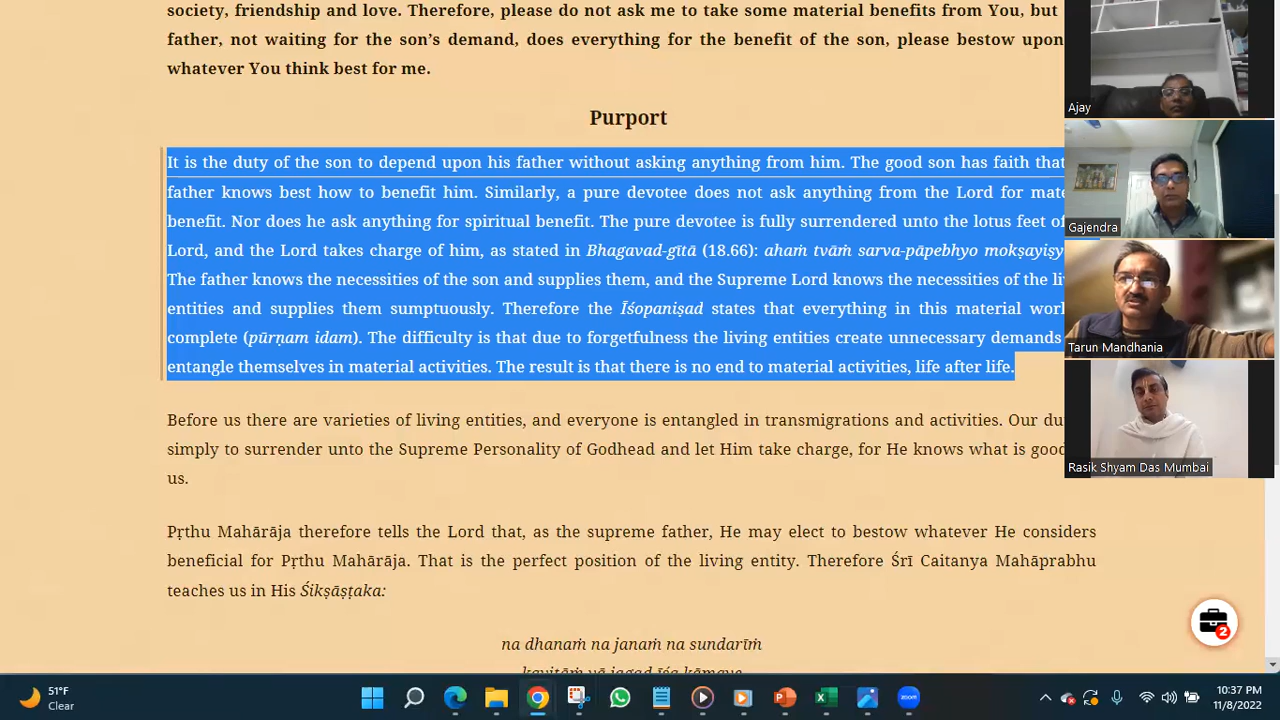 society, friendship and love. Therefore, please do not ask me to take some material benefits from You, but
father, not waiting for the son’s demand, does everything for the benefit of the son, please bestow upon
whatever You think best for me.
Purport
It is the duty of the son to depend upon his father without asking anything from him. The good son has faith that
father knows best how to benefit him. Similarly, a pure devotee does not ask anything from the Lord for mate
benefit. Nor does he ask anything for spiritual benefit. The pure devotee is fully surrendered unto the lotus feet of
Lord, and the Lord takes charge of him, as stated in Bhagavad-gītā (18.66): ahaṁ tvāṁ sarva-pāpebhyo mokṣayiṣy
The father knows the necessities of the son and supplies them, and the Supreme Lord knows the necessities of the li
entities and supplies them sumptuously. Therefore the Īśopaniṣad states that everything in this material worl
complete (pūrṇam idam). The difficulty is that due to forgetfulness the living entities create unnecessary demands
entangle themselves in material activities. The result is that there is no end to material activities, life after life.
Before us there are varieties of living entities, and everyone is entangled in transmigrations and activities. Our du
simply to surrender unto the Supreme Personality of Godhead and let Him take charge, for He knows what is good
us.
Pṛthu Mahārāja therefore tells the Lord that, as the supreme father, He may elect to bestow whatever He considers
beneficial for Pṛthu Mahārāja. That is the perfect position of the living entity. Therefore Śrī Caitanya Mahāprabhu
teaches us in His Śikṣāṣṭaka:
na dhanaṁ na janaṁ na sundarīṁ
kavitāṁ vā jagad-īśa kāmaye
Ajay
Gajendra
Tarun Mandhania
Rasik Shyam Das Mumbai
2
51°F
Clear
10:37 PM
11/8/2022